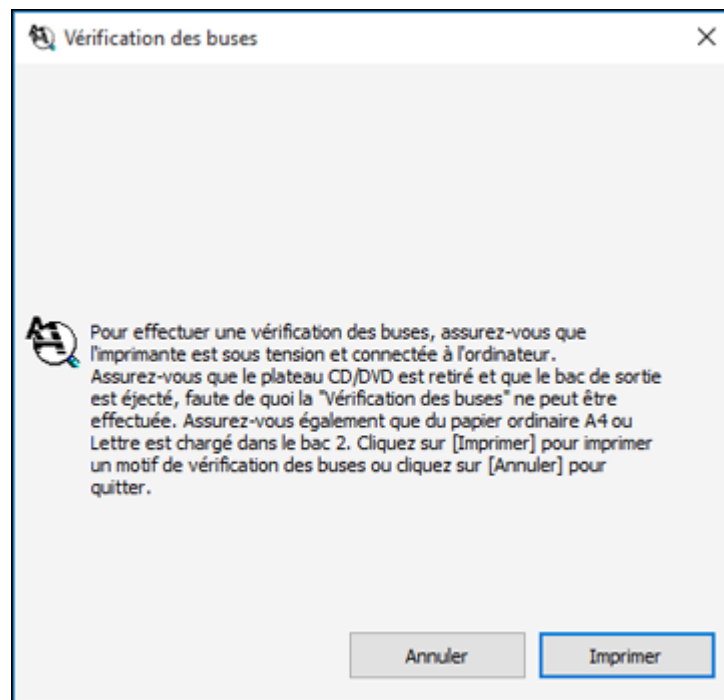 Vérification des buses
Pour effectuer une vérification des buses, assurez-vous que
l'imprimante est sous tension et connectée à l'ordinateur.
Assurez-vous que le plateau CD/DVD est retiré et que le bac de sortie
est éjecté, faute de quoi la "Vérification des buses" ne peut être
effectuée. Assurez-vous également que du papier ordinaire A4 ou
Lettre est chargé dans le bac 2. Cliquez sur [Imprimer] pour imprimer
un motif de vérification des buses ou cliquez sur [Annuler] pour
quitter.
Annuler
Imprimer